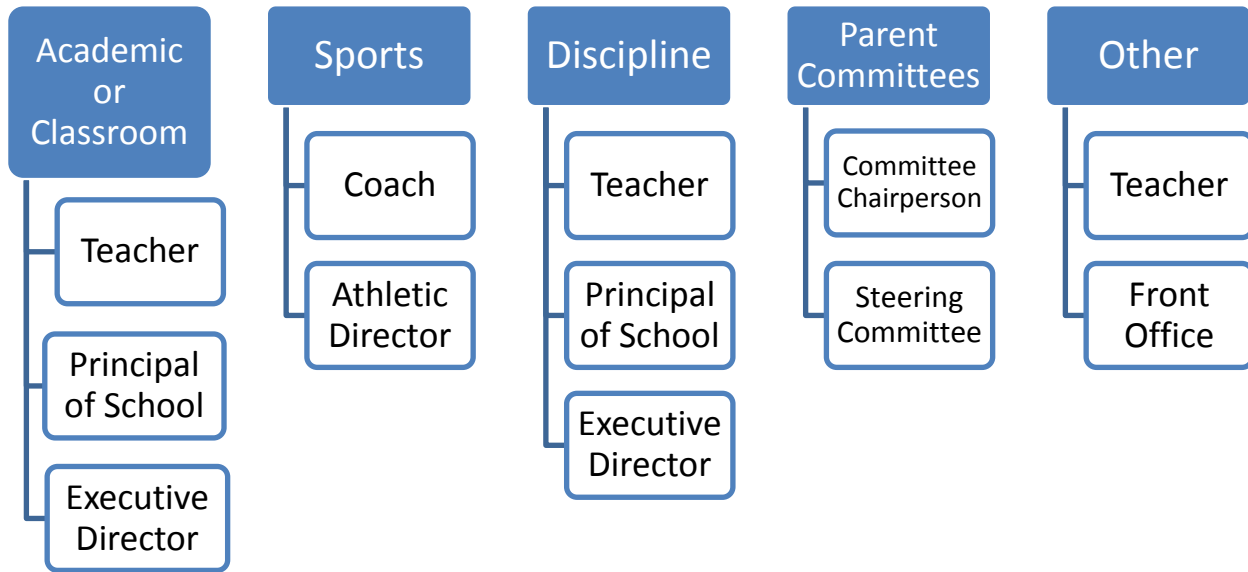 Academic
or
Classroom
Teacher
Principal
of School
Executive
Director
Sports
Coach
Athletic
Director
Discipline
Teacher
Principal
of School
Executive
Director
Parent
Committees
Committee
Chairperson
Steering
Committee
Other
Teacher
Front
Office